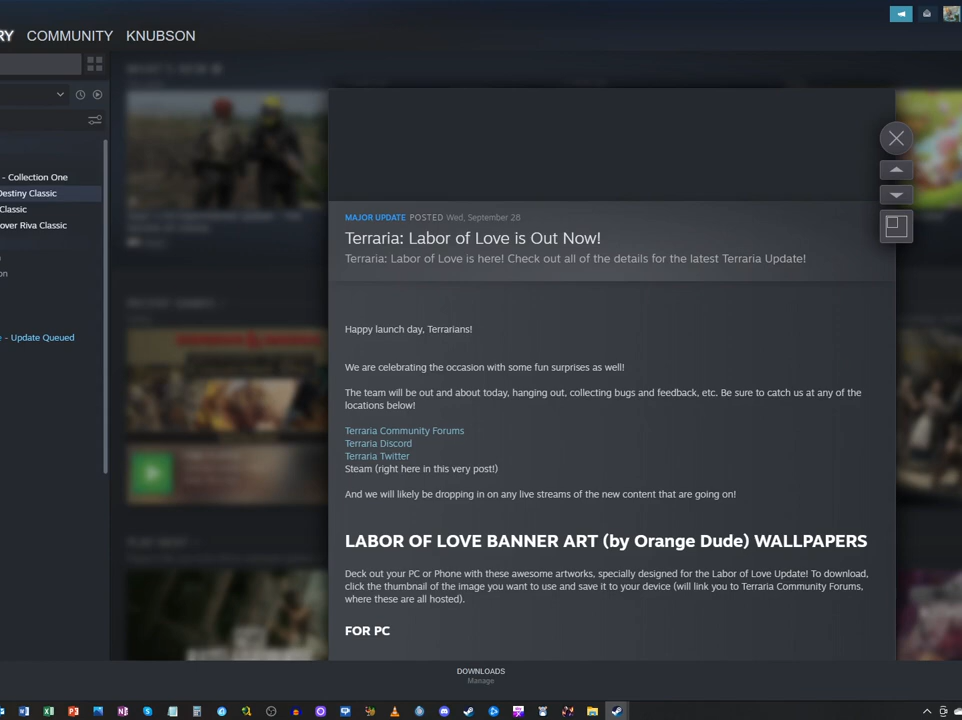 RY COMMUNITY KNUBSON
- Collection One
Destiny Classic
Classic
over Riva Classic
on
- Update Queued
MAJOR UPDATE POSTED Wed, September 28
Terraria: Labor of Love is Out Now!
Terraria: Labor of Love is here! Check out all of the details for the latest Terraria Update!
Happy launch day, Terrarians!
We are celebrating the occasion with some fun surprises as well!
The team will be out and about today, hanging out, collecting bugs and feedback, etc. Be sure to catch us at any of the
locations below!
Terraria Community Forums
Terraria Discord
Terraria Twitter
Steam (right here in this very post!)
And we will likely be dropping in on any live streams of the new content that are going on!
LABOR OF LOVE BANNER ART (by Orange Dude) WALLPAPERS
Deck out your PC or Phone with these awesome artworks, specially designed for the Labor of Love Update! To download,
click the thumbnail of the image you want to use and save it to your device (will link you to Terraria Community Forums,
where these are all hosted).
FOR PC
DOWNLOADS
Manage